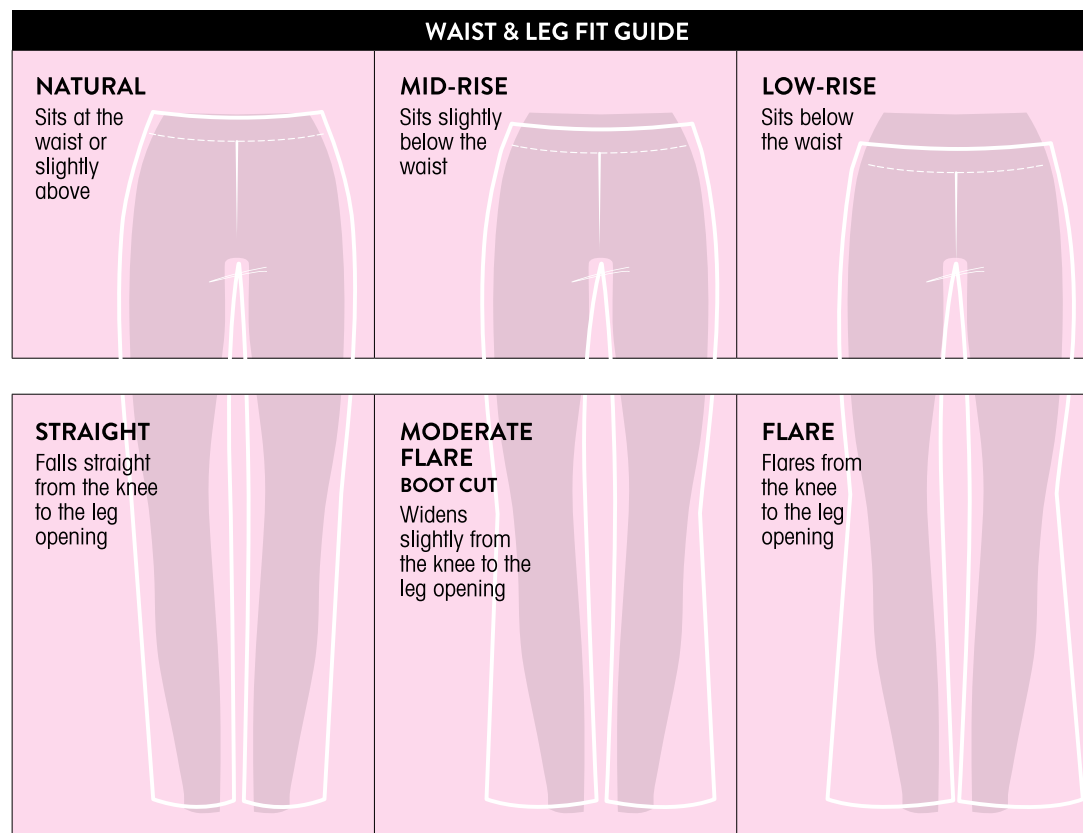 WAIST & LEG FIT GUIDE
NATURAL
Sits at the
waist or
slightly
above
MID-RISE
Sits slightly
below the
waist
LOW-RISE
Sits below
the waist
STRAIGHT
Falls straight
from the knee
to the leg
opening
MODERATE
FLARE
BOOT CUT
Widens
slightly from
the knee to the
leg opening
FLARE
Flares from
the knee
to the leg
opening